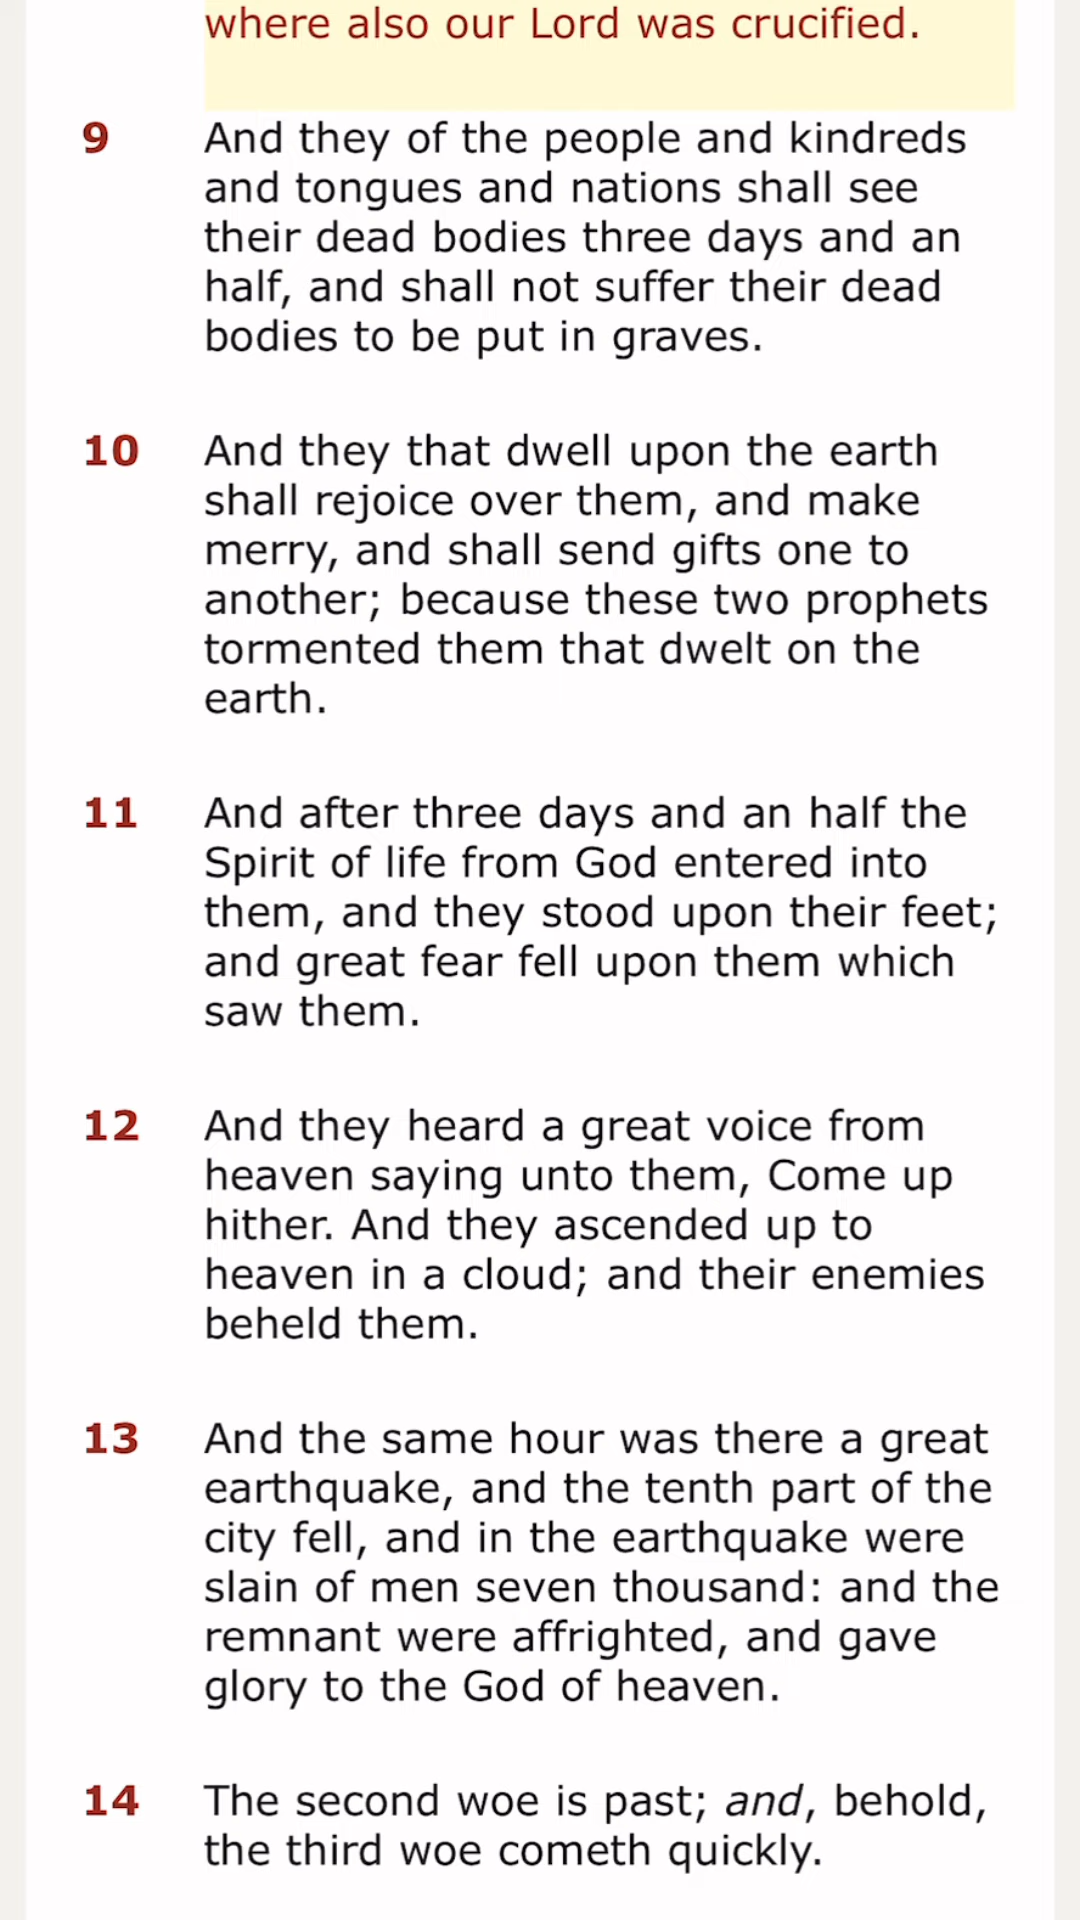 where also our Lord was crucified.
9 And they of the people and kindreds
and tongues and nations shall see
their dead bodies three days and an
half, and shall not suffer their dead
bodies to be put in graves.
10 And they that dwell upon the earth
shall rejoice over them, and make
merry, and shall send gifts one to
another; because these two prophets
tormented them that dwelt on the
earth.
11 And after three days and an half the
Spirit of life from God entered into
them, and they stood upon their feet;
and great fear fell upon them which
saw them.
12 And they heard a great voice from
heaven saying unto them, Come up
hither. And they ascended up to
heaven in a cloud; and their enemies
beheld them.
13 And the same hour was there a great
earthquake, and the tenth part of the
city fell, and in the earthquake were
slain of men seven thousand: and the
remnant were affrighted, and gave
glory to the God of heaven.
14 The second woe is past; and, behold,
the third woe cometh quickly.